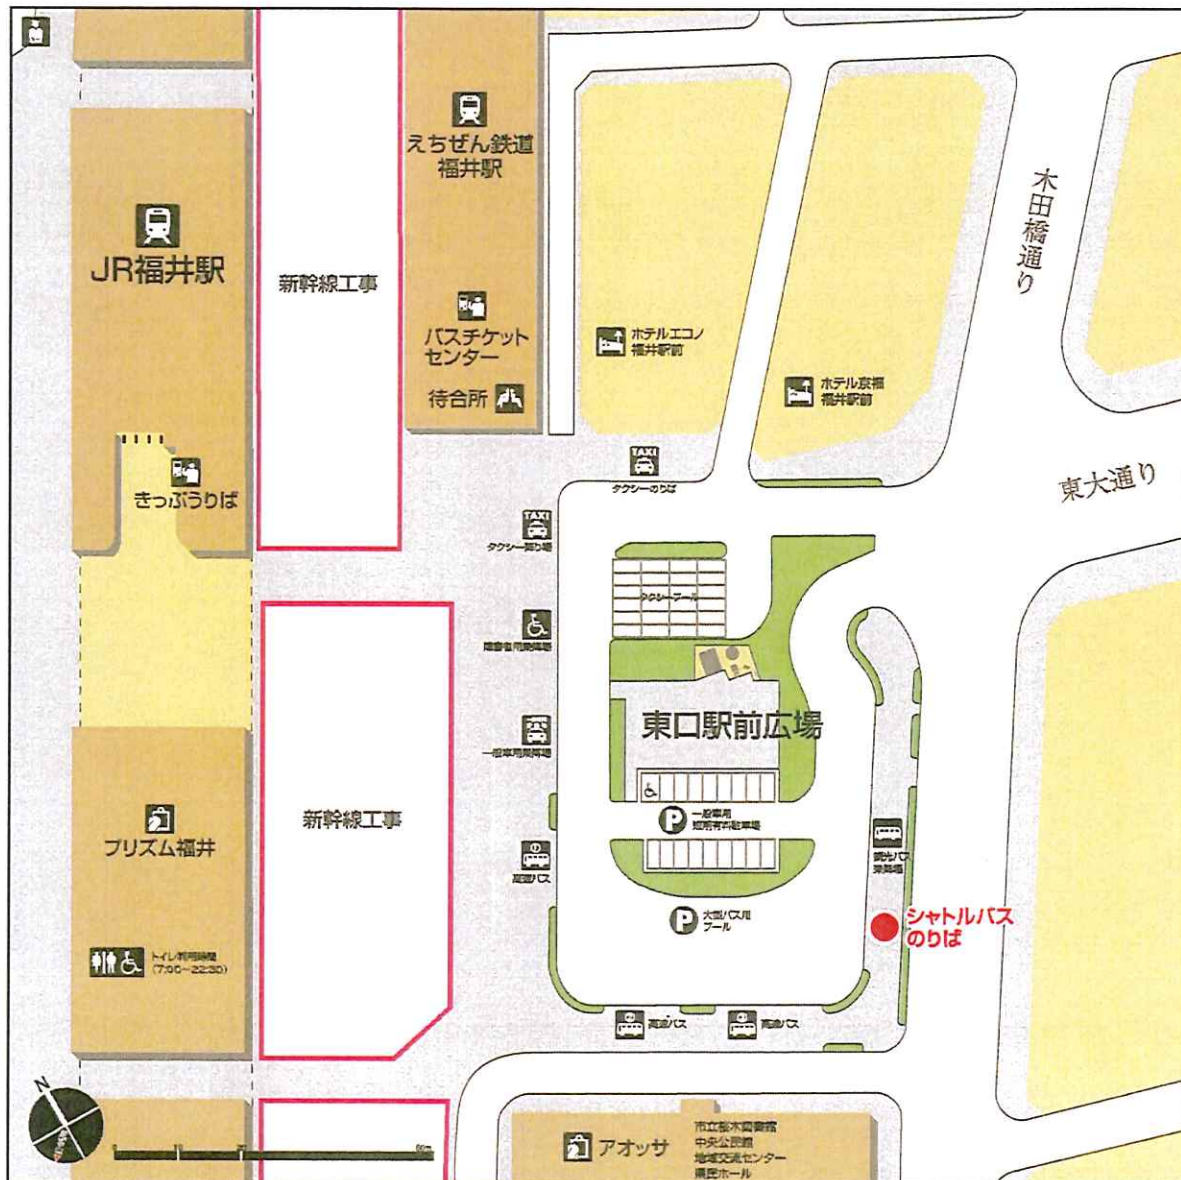 えちぜん鉄道
福井駅
JR福井駅
新幹線工事
バスチケット
センター
待合所
ホテルエコノ
福井駅前
ホテル京福
福井駅前
木田橋通り
東大通り
きっぷうりば
TAXI
タクシーのりば
TAXI
タクシー降り場
タクシープール
障害者用乗降場
東口駅前広場
一般車用乗降場
P
一般車用
短期有料駐車場
新幹線工事
プリズム福井
高速バス
観光バス
乗降場
P
大型バス用
プール
シャトルバス
のりば
トイレ利用時間
(7:00~22:30)
高速バス
高速バス
N
0
10
20
アオッサ
市立桜木図書館
中央公民館
地域交流センター
県民ホール